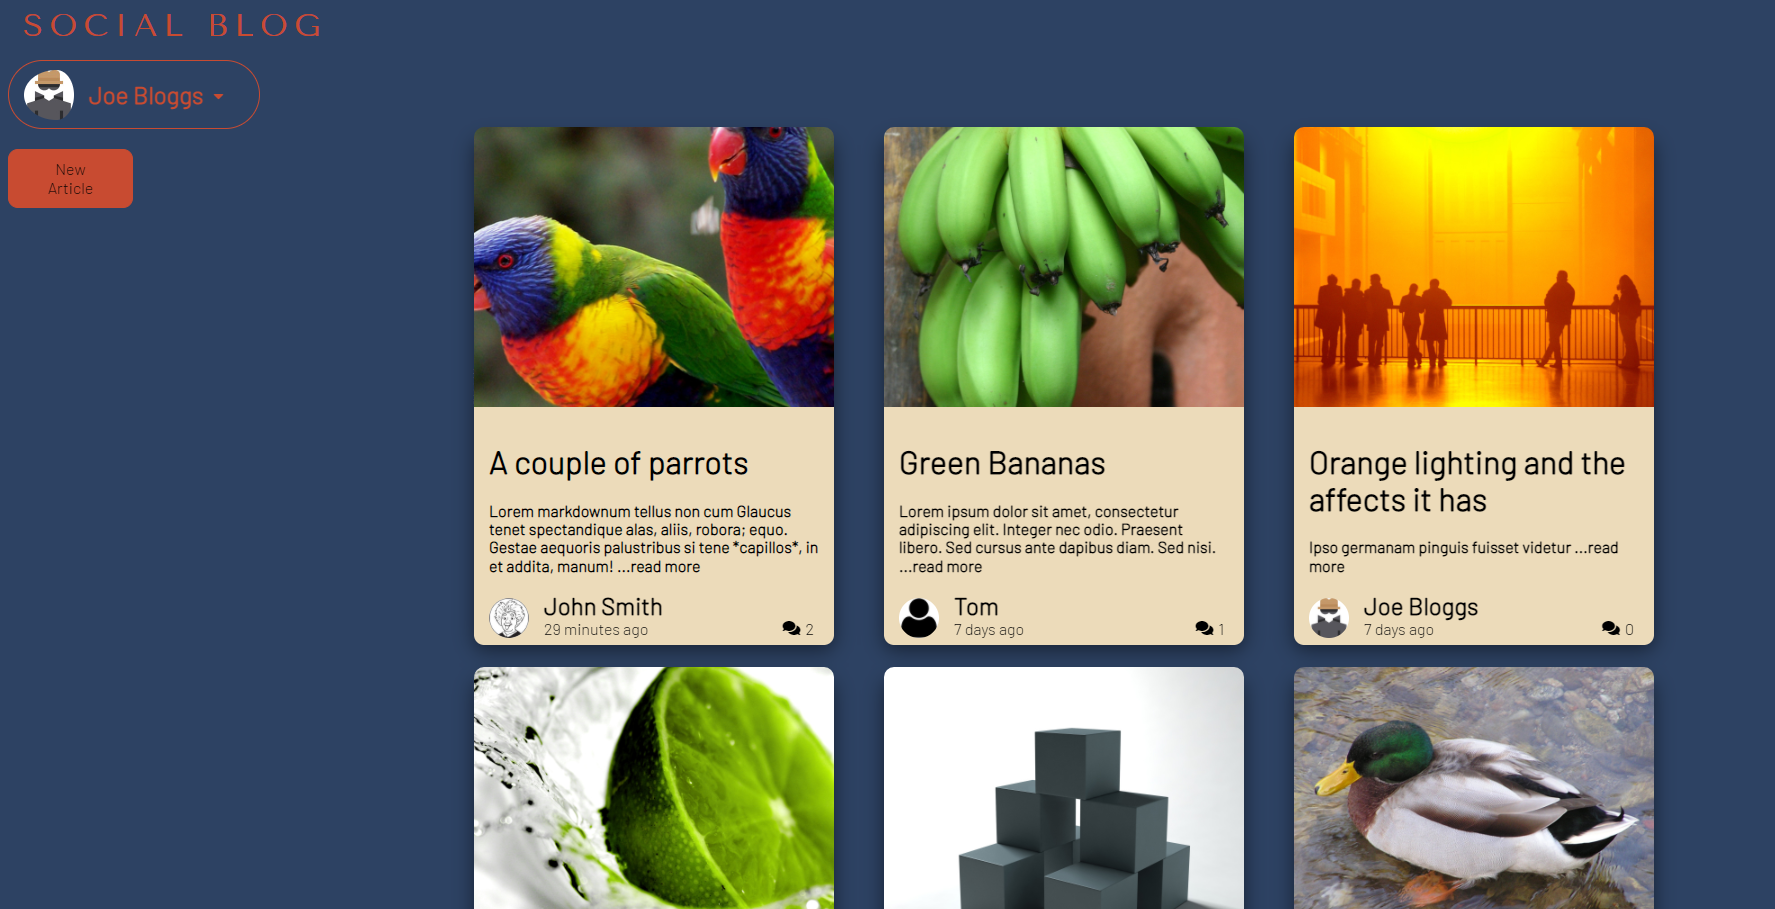 SOCIAL BLOG
Joe Bloggs
New
Article
A couple of parrots
Lorem markdownum tellus non cum Glaucus
tenet spectandique alas, aliis, robora; equo.
Gestae aequoris palustribus si tene *capillos*, in
et addita, manum! ...read more
John Smith
29 minutes ago
2
Green Bananas
Lorem ipsum dolor sit amet, consectetur
adipiscing elit. Integer nec odio. Praesent
libero. Sed cursus ante dapibus diam. Sed nisi.
...read more
Tom
7 days ago
1
Orange lighting and the
affects it has
Ipso germanam pinguis fuisset videtur ...read
more
Joe Bloggs
7 days ago
0